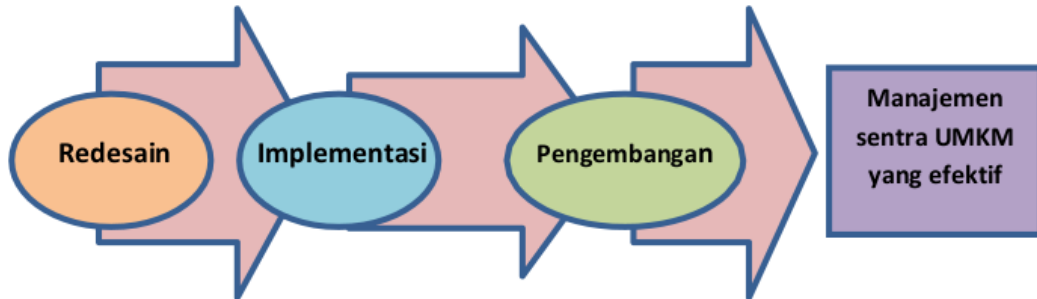 Redesain
Implementasi
Pengembangan
Manajemen
sentra UMKM
yang efektif